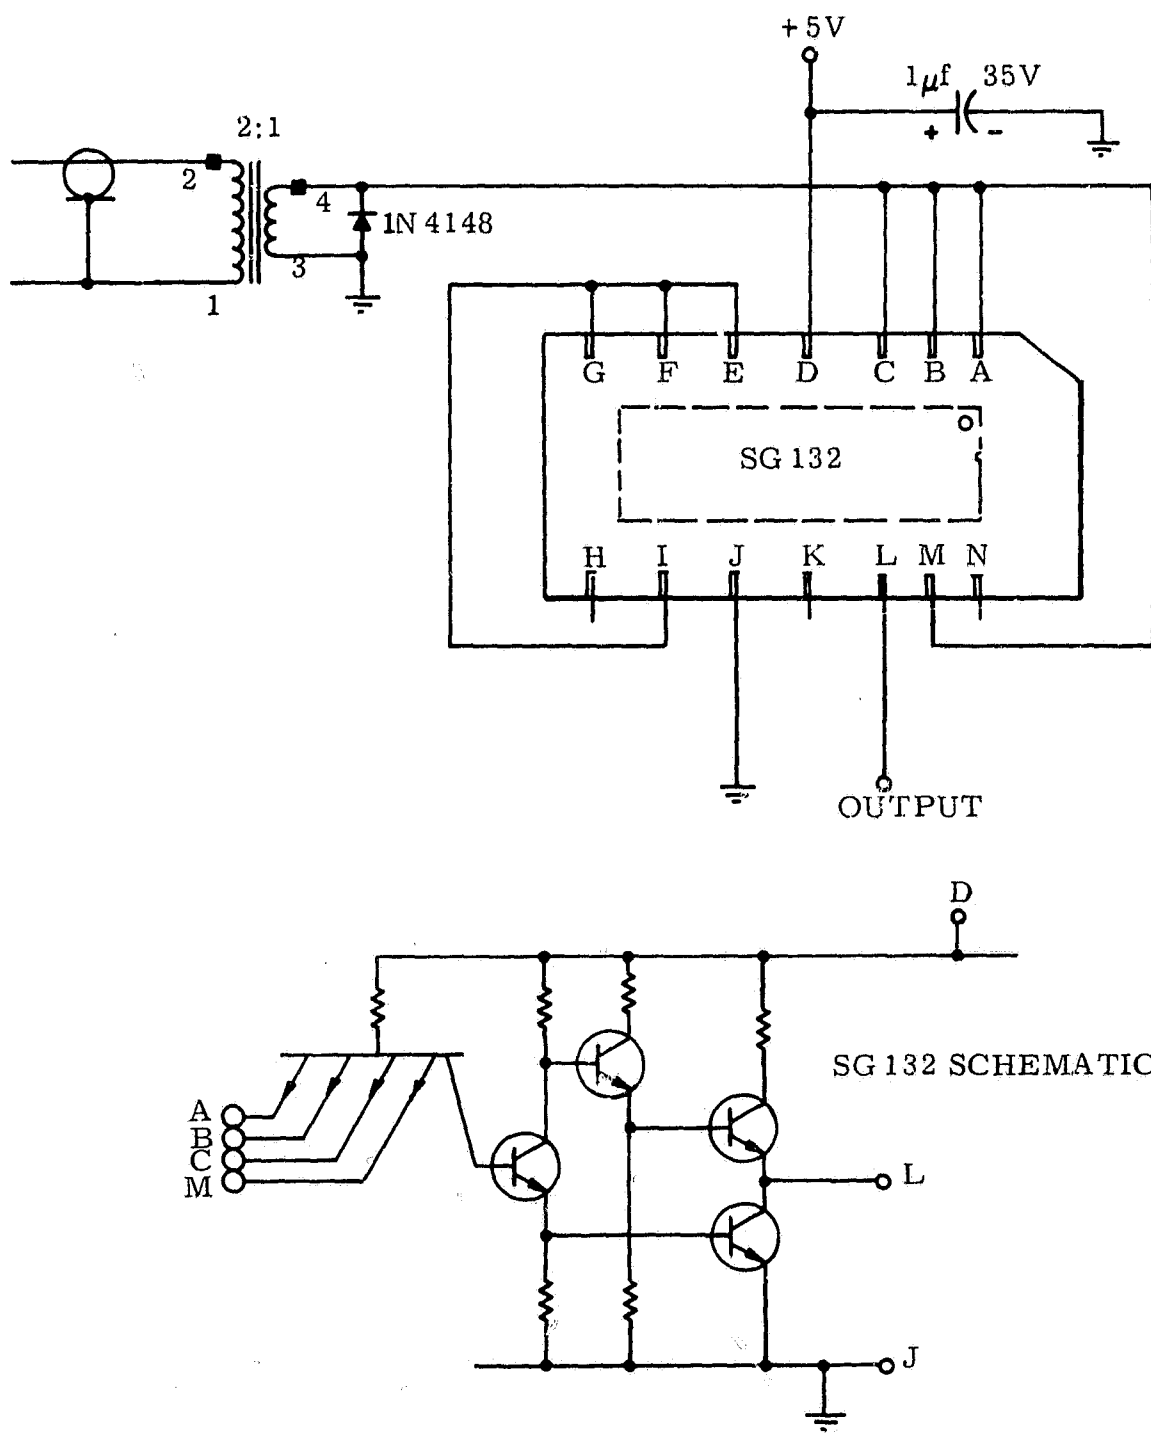 +5V
1μf 35V
+ -
2:1
2
4
1N 4148
3
1
G F E D C B A
SG 132
H I J K L M N
OUTPUT
D
SG 132 SCHEMATIC
A
B
C
M
L
J